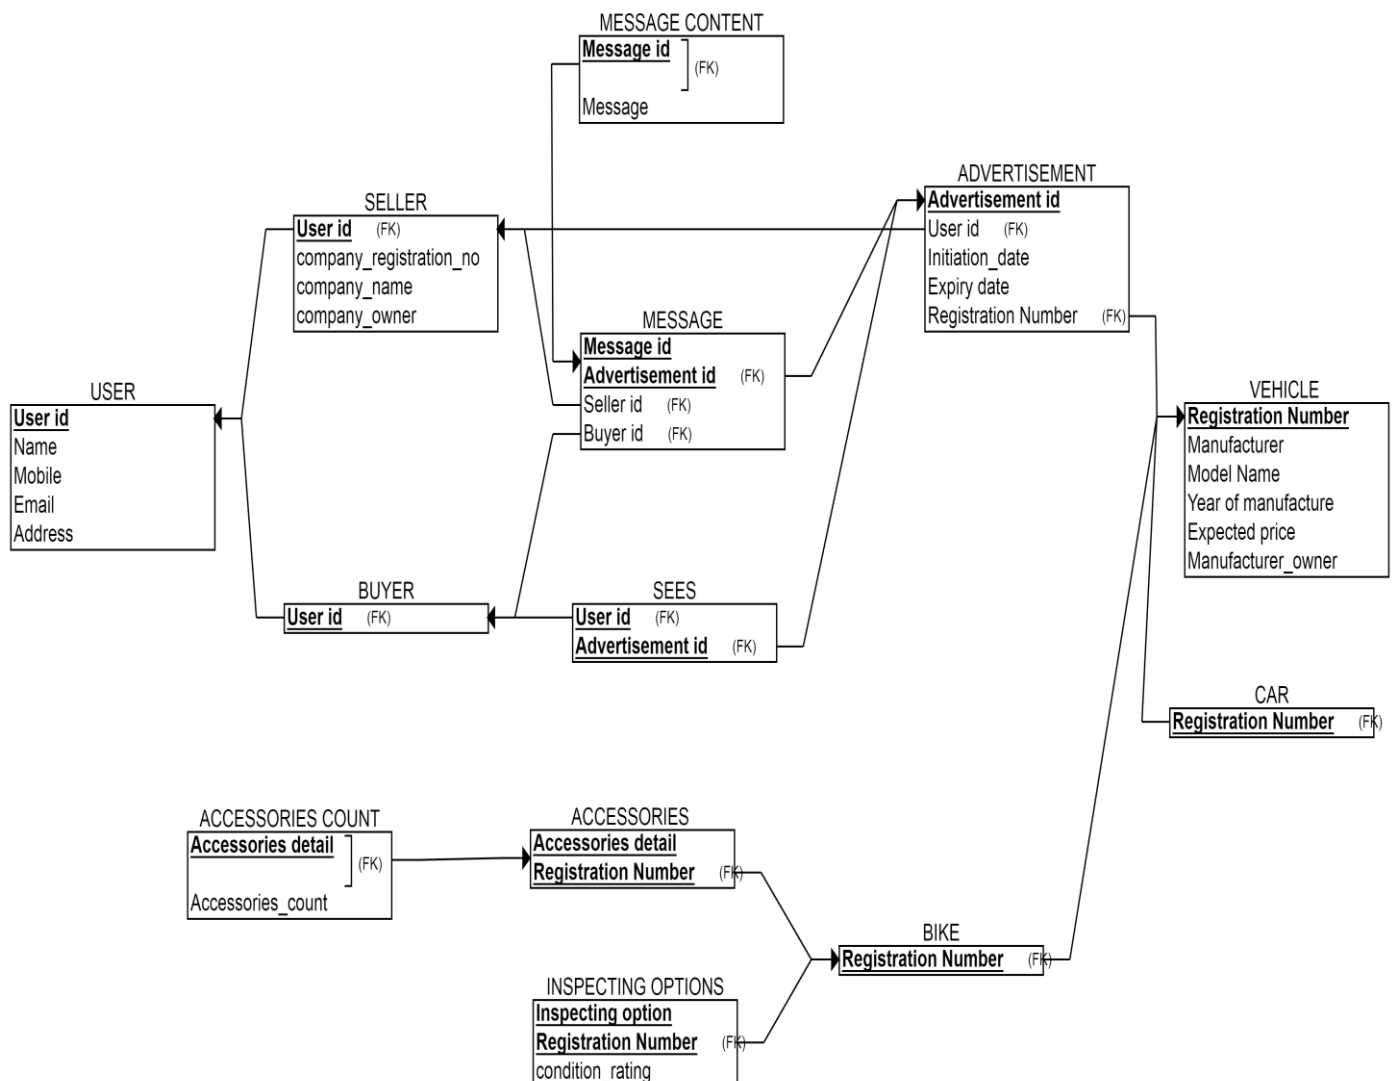 MESSAGE CONTENT
Message id
(FK)
Message
ADVERTISEMENT
Advertisement id
User id (FK)
Initiation_date
Expiry date
Registration Number (FK)
SELLER
User id (FK)
company_registration_no
company_name
company_owner
MESSAGE
Message id
Advertisement id (FK)
Seller id (FK)
Buyer id (FK)
USER
User id
Name
Mobile
Email
Address
VEHICLE
Registration Number
Manufacturer
Model Name
Year of manufacture
Expected price
Manufacturer_owner
BUYER
User id (FK)
SEES
User id (FK)
Advertisement id (FK)
CAR
Registration Number (FK)
ACCESSORIES COUNT
Accessories detail
(FK)
Accessories_count
ACCESSORIES
Accessories detail
Registration Number (FK)
BIKE
Registration Number (FK)
INSPECTING OPTIONS
Inspecting option
Registration Number (FK)
condition_rating